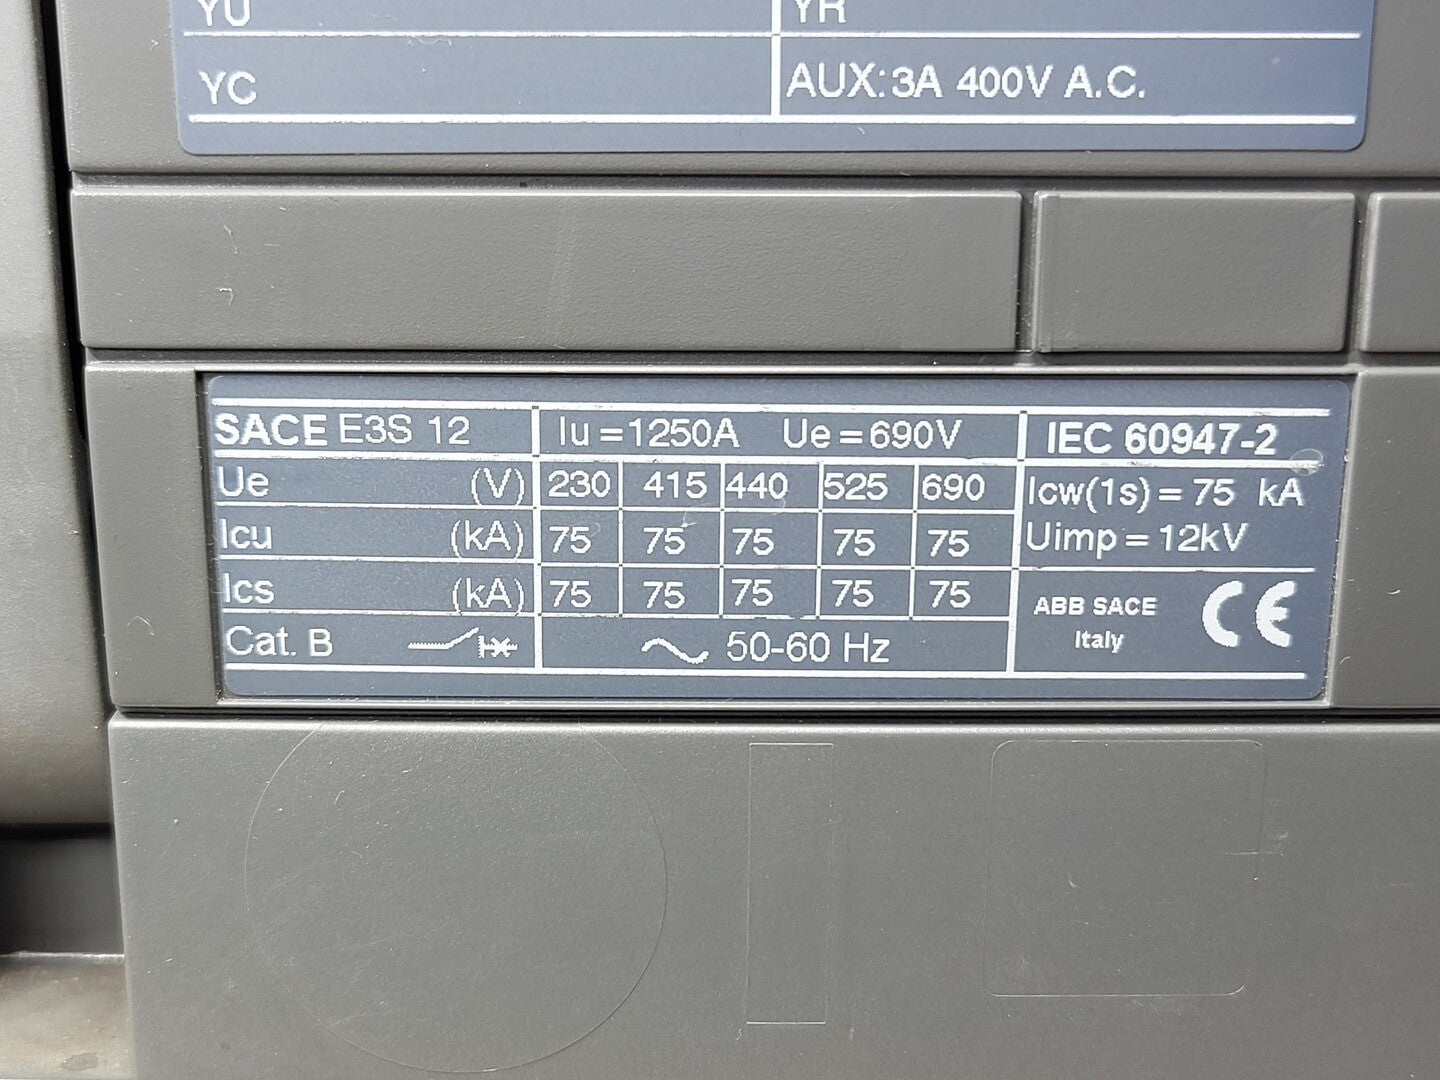 YU YR
YC AUX: 3A 400V A.C.
SACE E3S 12 Iu=1250A Ue=690V IEC 60947-2
Ue (V) 230 415 440 525 690 Icw(1s)= 75 kA
Icu (kA) 75 75 75 75 75 Uimp = 12kV
Ics (kA) 75 75 75 75 75 ABB SACE CE
Cat. B 50-60 Hz Italy